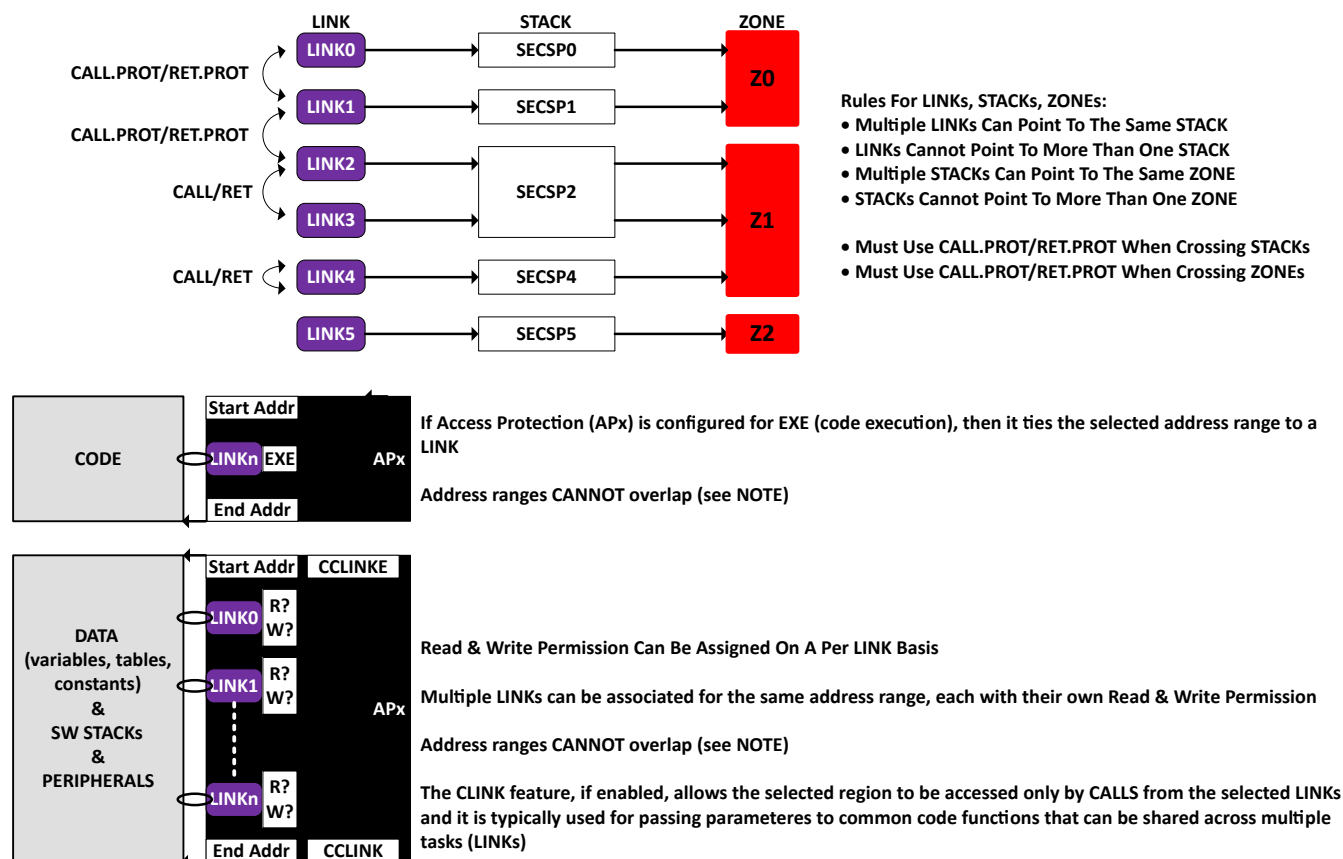 LINK STACK ZONE
LINK0 SECSP0
CALL.PROT/RET.PROT
Z0
LINK1 SECSP1
CALL.PROT/RET.PROT
LINK2
CALL/RET
SECSP2
LINK3
Z1
CALL/RET LINK4 SECSP4
LINK5 SECSP5 Z2
Rules For LINKs, STACKs, ZONEs:
• Multiple LINKs Can Point To The Same STACK
• LINKs Cannot Point To More Than One STACK
• Multiple STACKs Can Point To The Same ZONE
• STACKs Cannot Point To More Than One ZONE
• Must Use CALL.PROT/RET.PROT When Crossing STACKs
• Must Use CALL.PROT/RET.PROT When Crossing ZONEs
CODE
Start Addr
LINKn EXE APx
End Addr
If Access Protection (APx) is configured for EXE (code execution), then it ties the selected address range to a
LINK
Address ranges CANNOT overlap (see NOTE)
DATA
(variables, tables,
constants)
&
SW STACKs
&
PERIPHERALS
Start Addr CCLINKE
LINK0 R?
W?
LINK1 R?
W?
APx
LINKn R?
W?
End Addr CCLINK
Read & Write Permission Can Be Assigned On A Per LINK Basis
Multiple LINKs can be associated for the same address range, each with their own Read & Write Permission
Address ranges CANNOT overlap (see NOTE)
The CLINK feature, if enabled, allows the selected region to be accessed only by CALLS from the selected LINKs
and it is typically used for passing parameteres to common code functions that can be shared across multiple
tasks (LINKs)